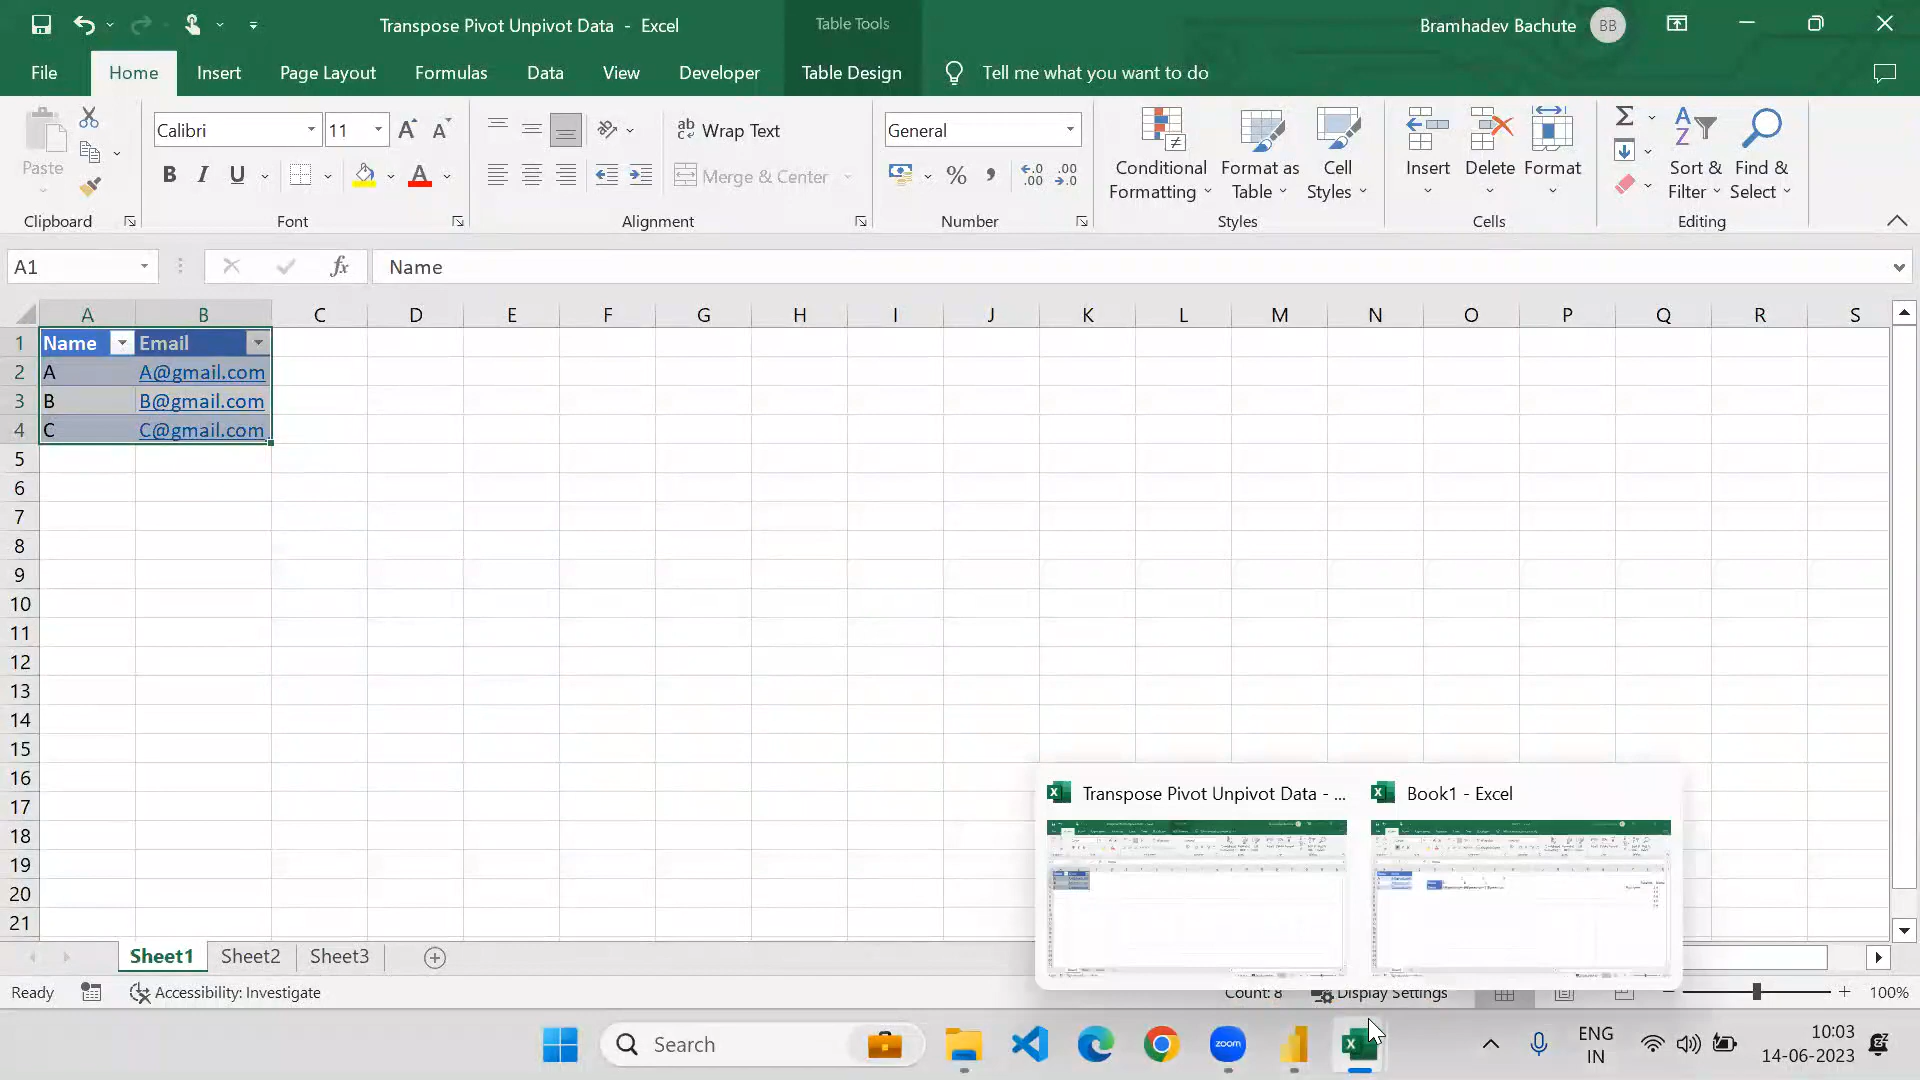 Transpose Pivot Unpivot Data - Excel
Table Tools
Bramhadev Bachute BB
File Home Insert Page Layout Formulas Data View Developer Table Design Tell me what you want to do
Paste
Clipboard
Calibri 11
B I U
Font
Wrap Text
Merge & Center
Alignment
General
Number
Conditional Formatting
Format as Table
Cell Styles
Styles
Insert Delete Format
Cells
Sort & Filter
Find & Select
Editing
A1 fx Name
A B C D E F G H I J K L M N O P Q R S
1 Name Email
2 A A@gmail.com
3 B B@gmail.com
4 C C@gmail.com
5
6
7
8
9
10
11
12
13
14
15
16
17
18
19
20
21
Transpose Pivot Unpivot Data - ...
Book1 - Excel
Sheet1 Sheet2 Sheet3
Ready Accessibility: Investigate Count: 8 Display Settings 100%
Search
zoom
ENG IN
10:03
14-06-2023